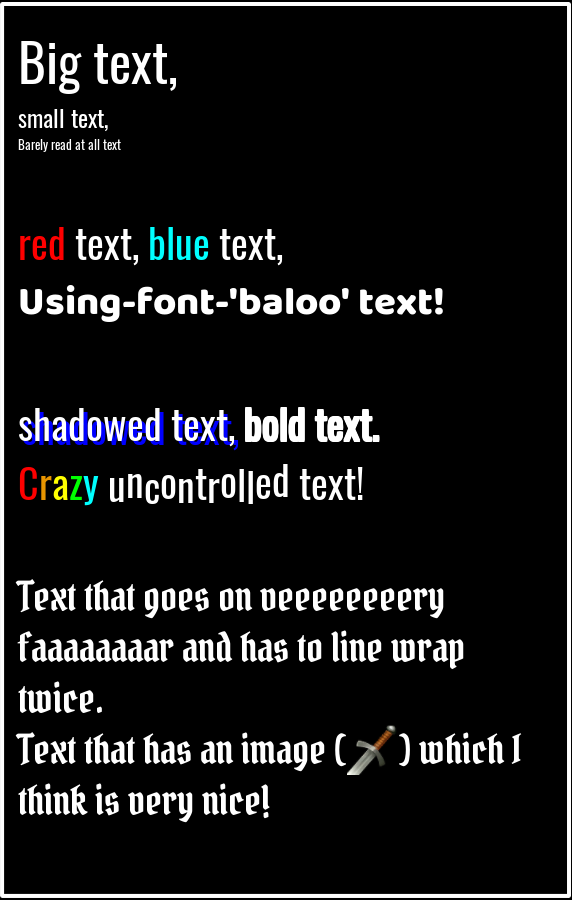 Big text,
small text,
Barely read at all text
red text, blue text,
Using-font-'baloo' text!
shadowed text, bold text.
Crazy uncontrolled text!
Text that goes on veeeeeeeery
faaaaaaaar and has to line wrap
twice.
Text that has an image () which I
think is very nice!